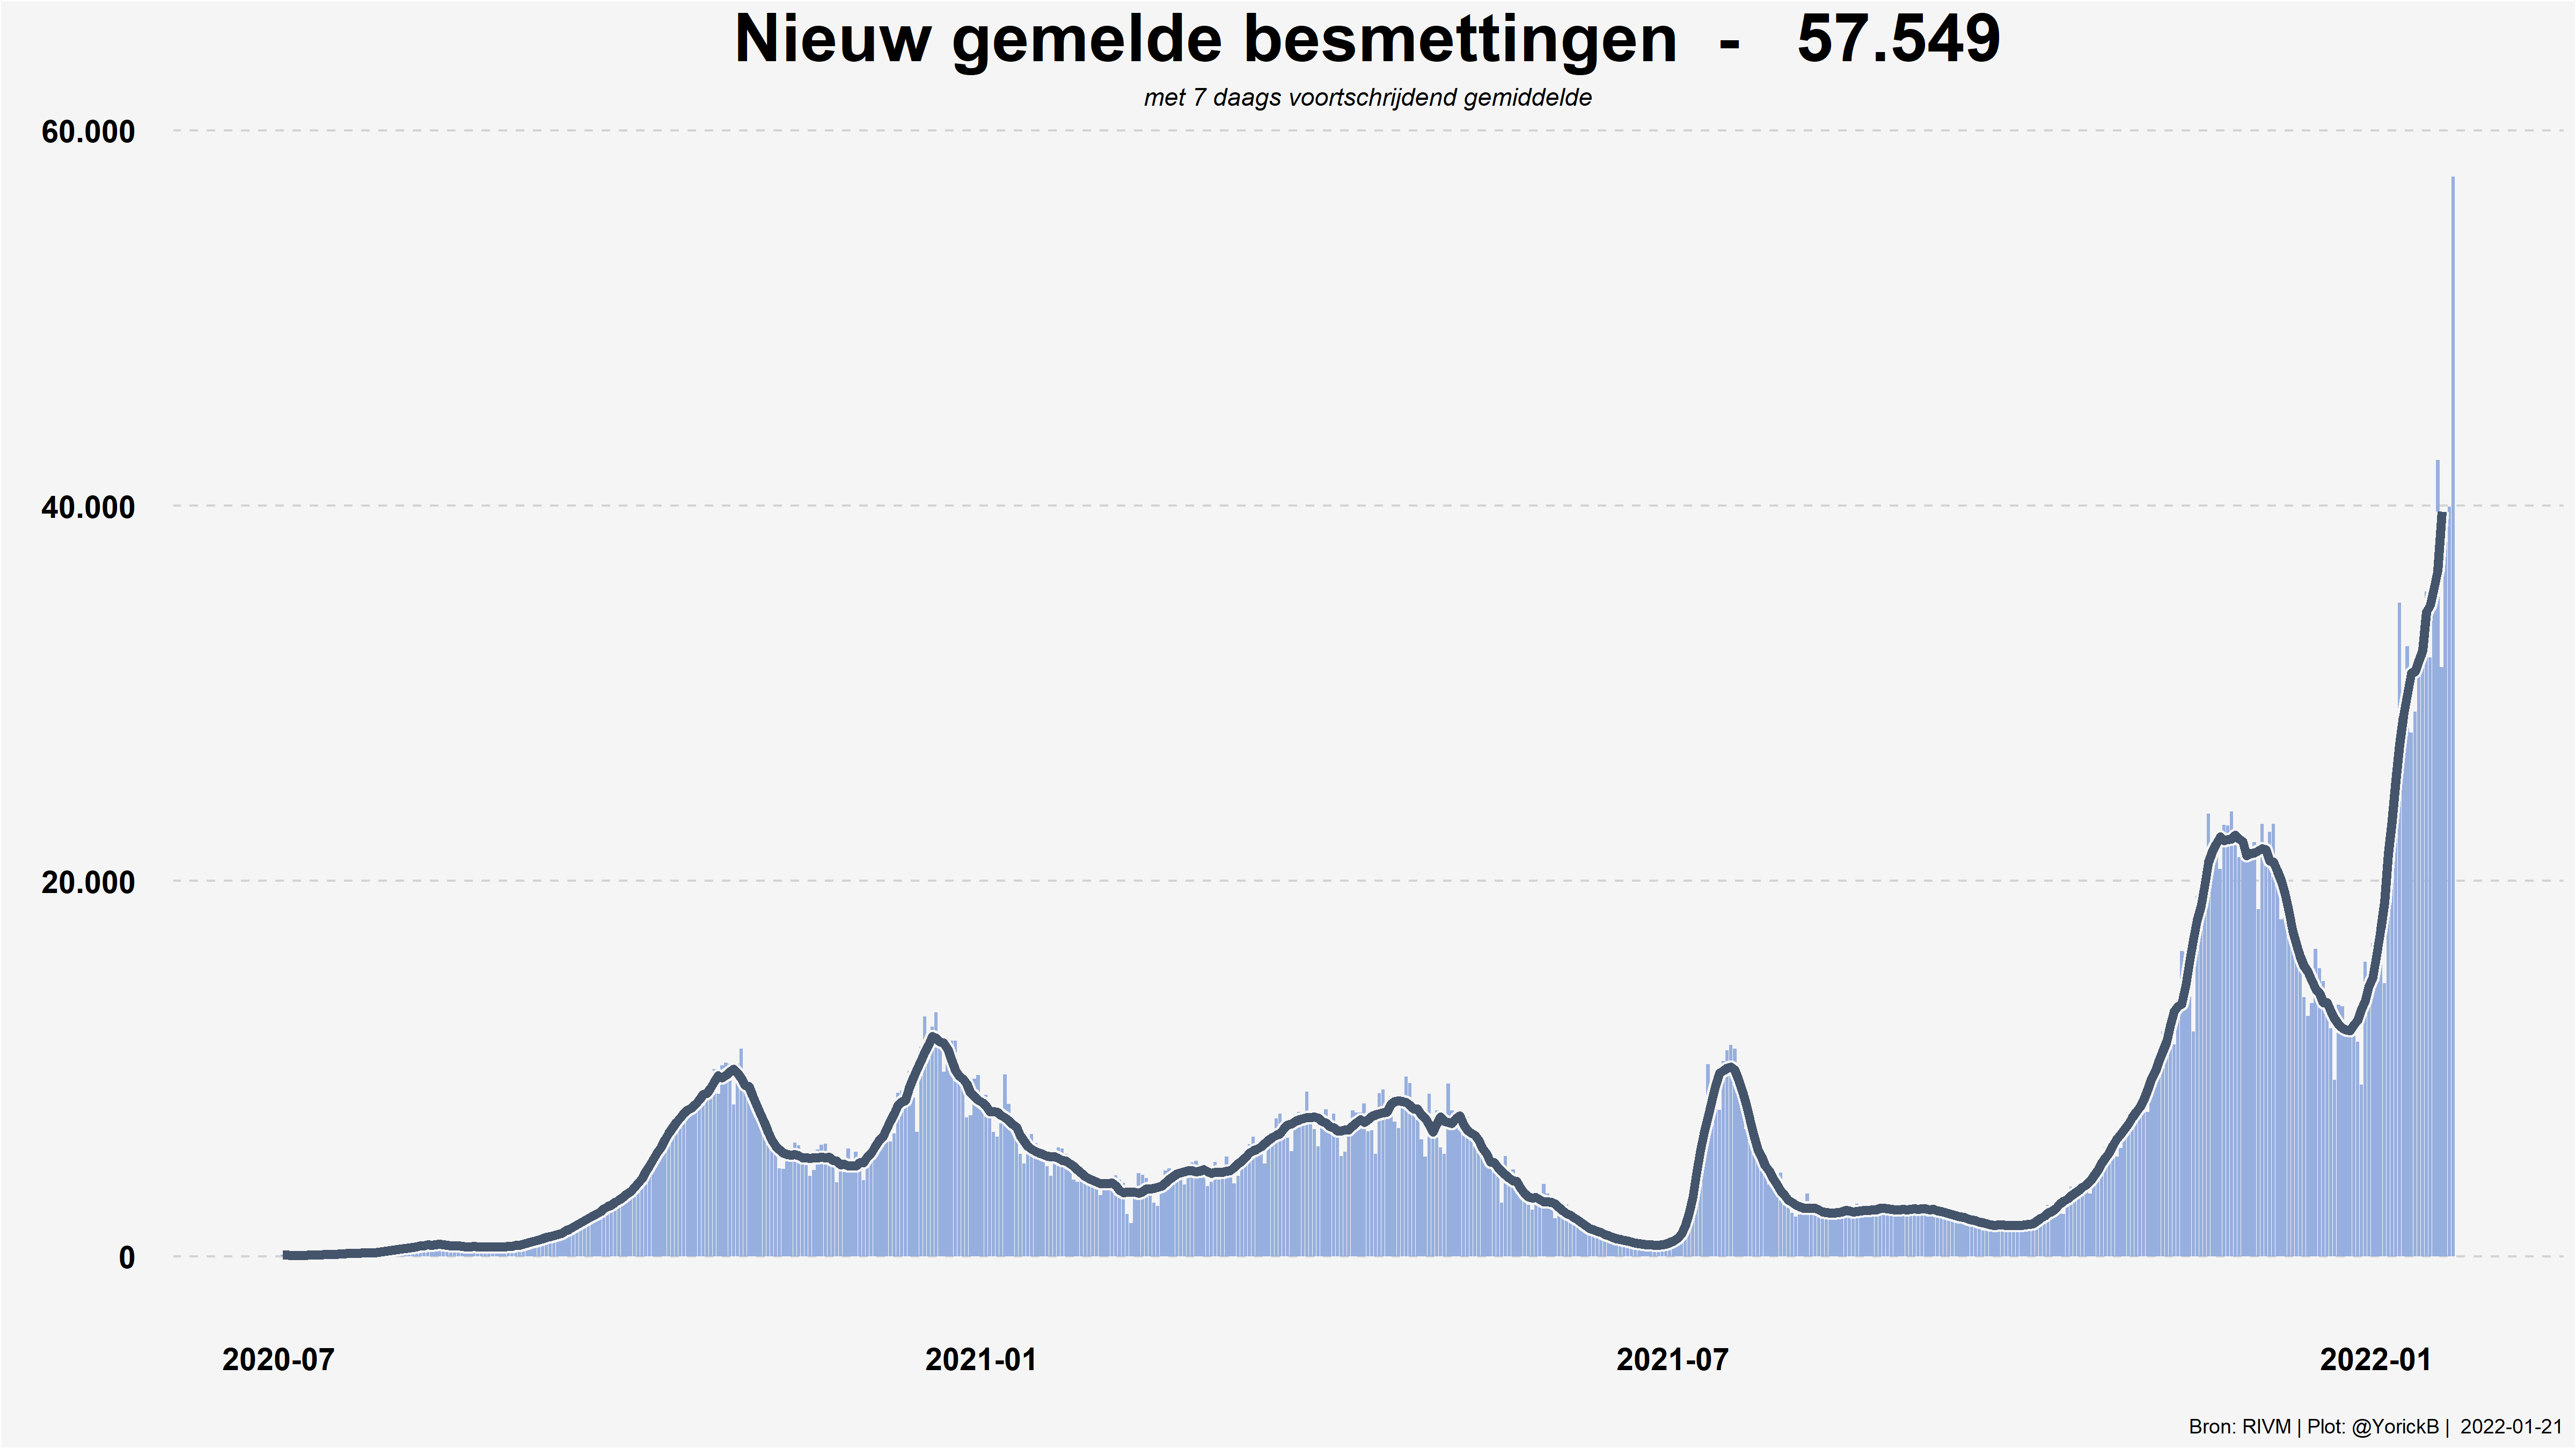 Nieuw gemelde besmettingen - 57.549
met 7 daags voortschrijdend gemiddelde
60.000
40.000
20.000
0
2020-07 2021-01 2021-07 2022-01
Bron: RIVM | Plot: @YorickB | 2022-01-21